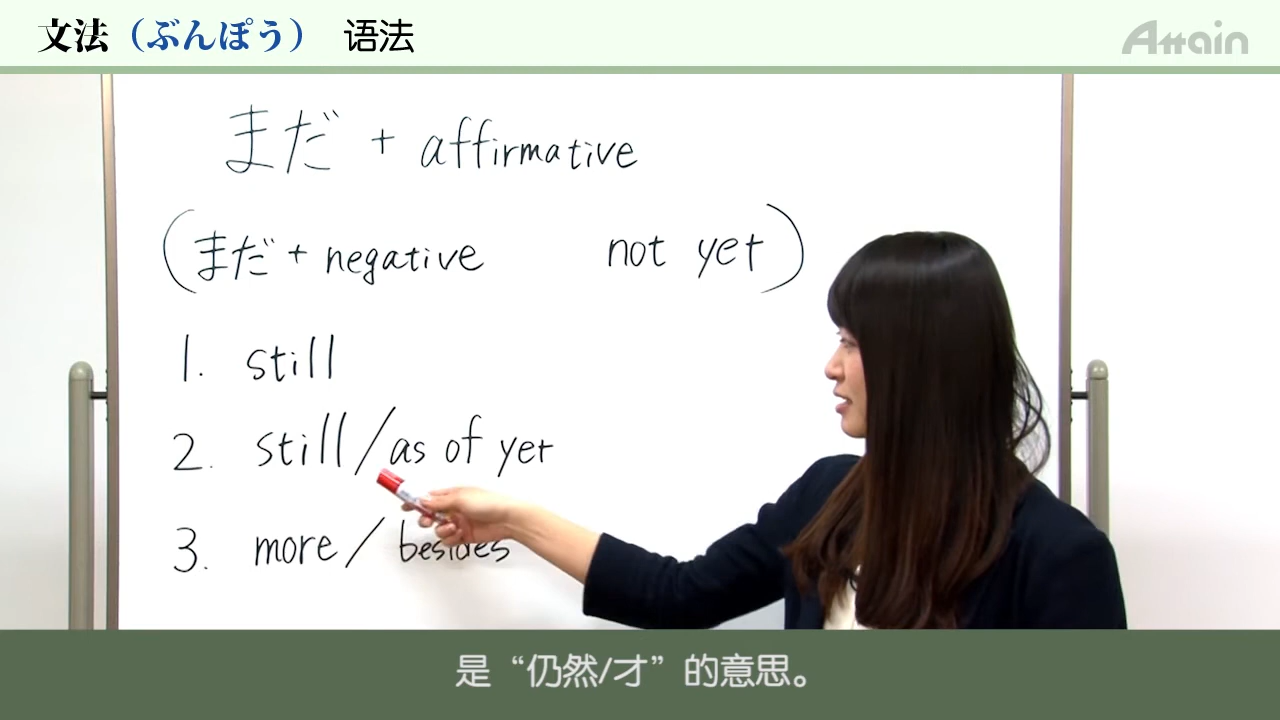 文法（ぶんぽう） 语法
Attain
まだ + affirmative
(まだ + negative not yet)
1. still
2. still/as of yet
3. more/ besides
是“仍然/才”的意思。